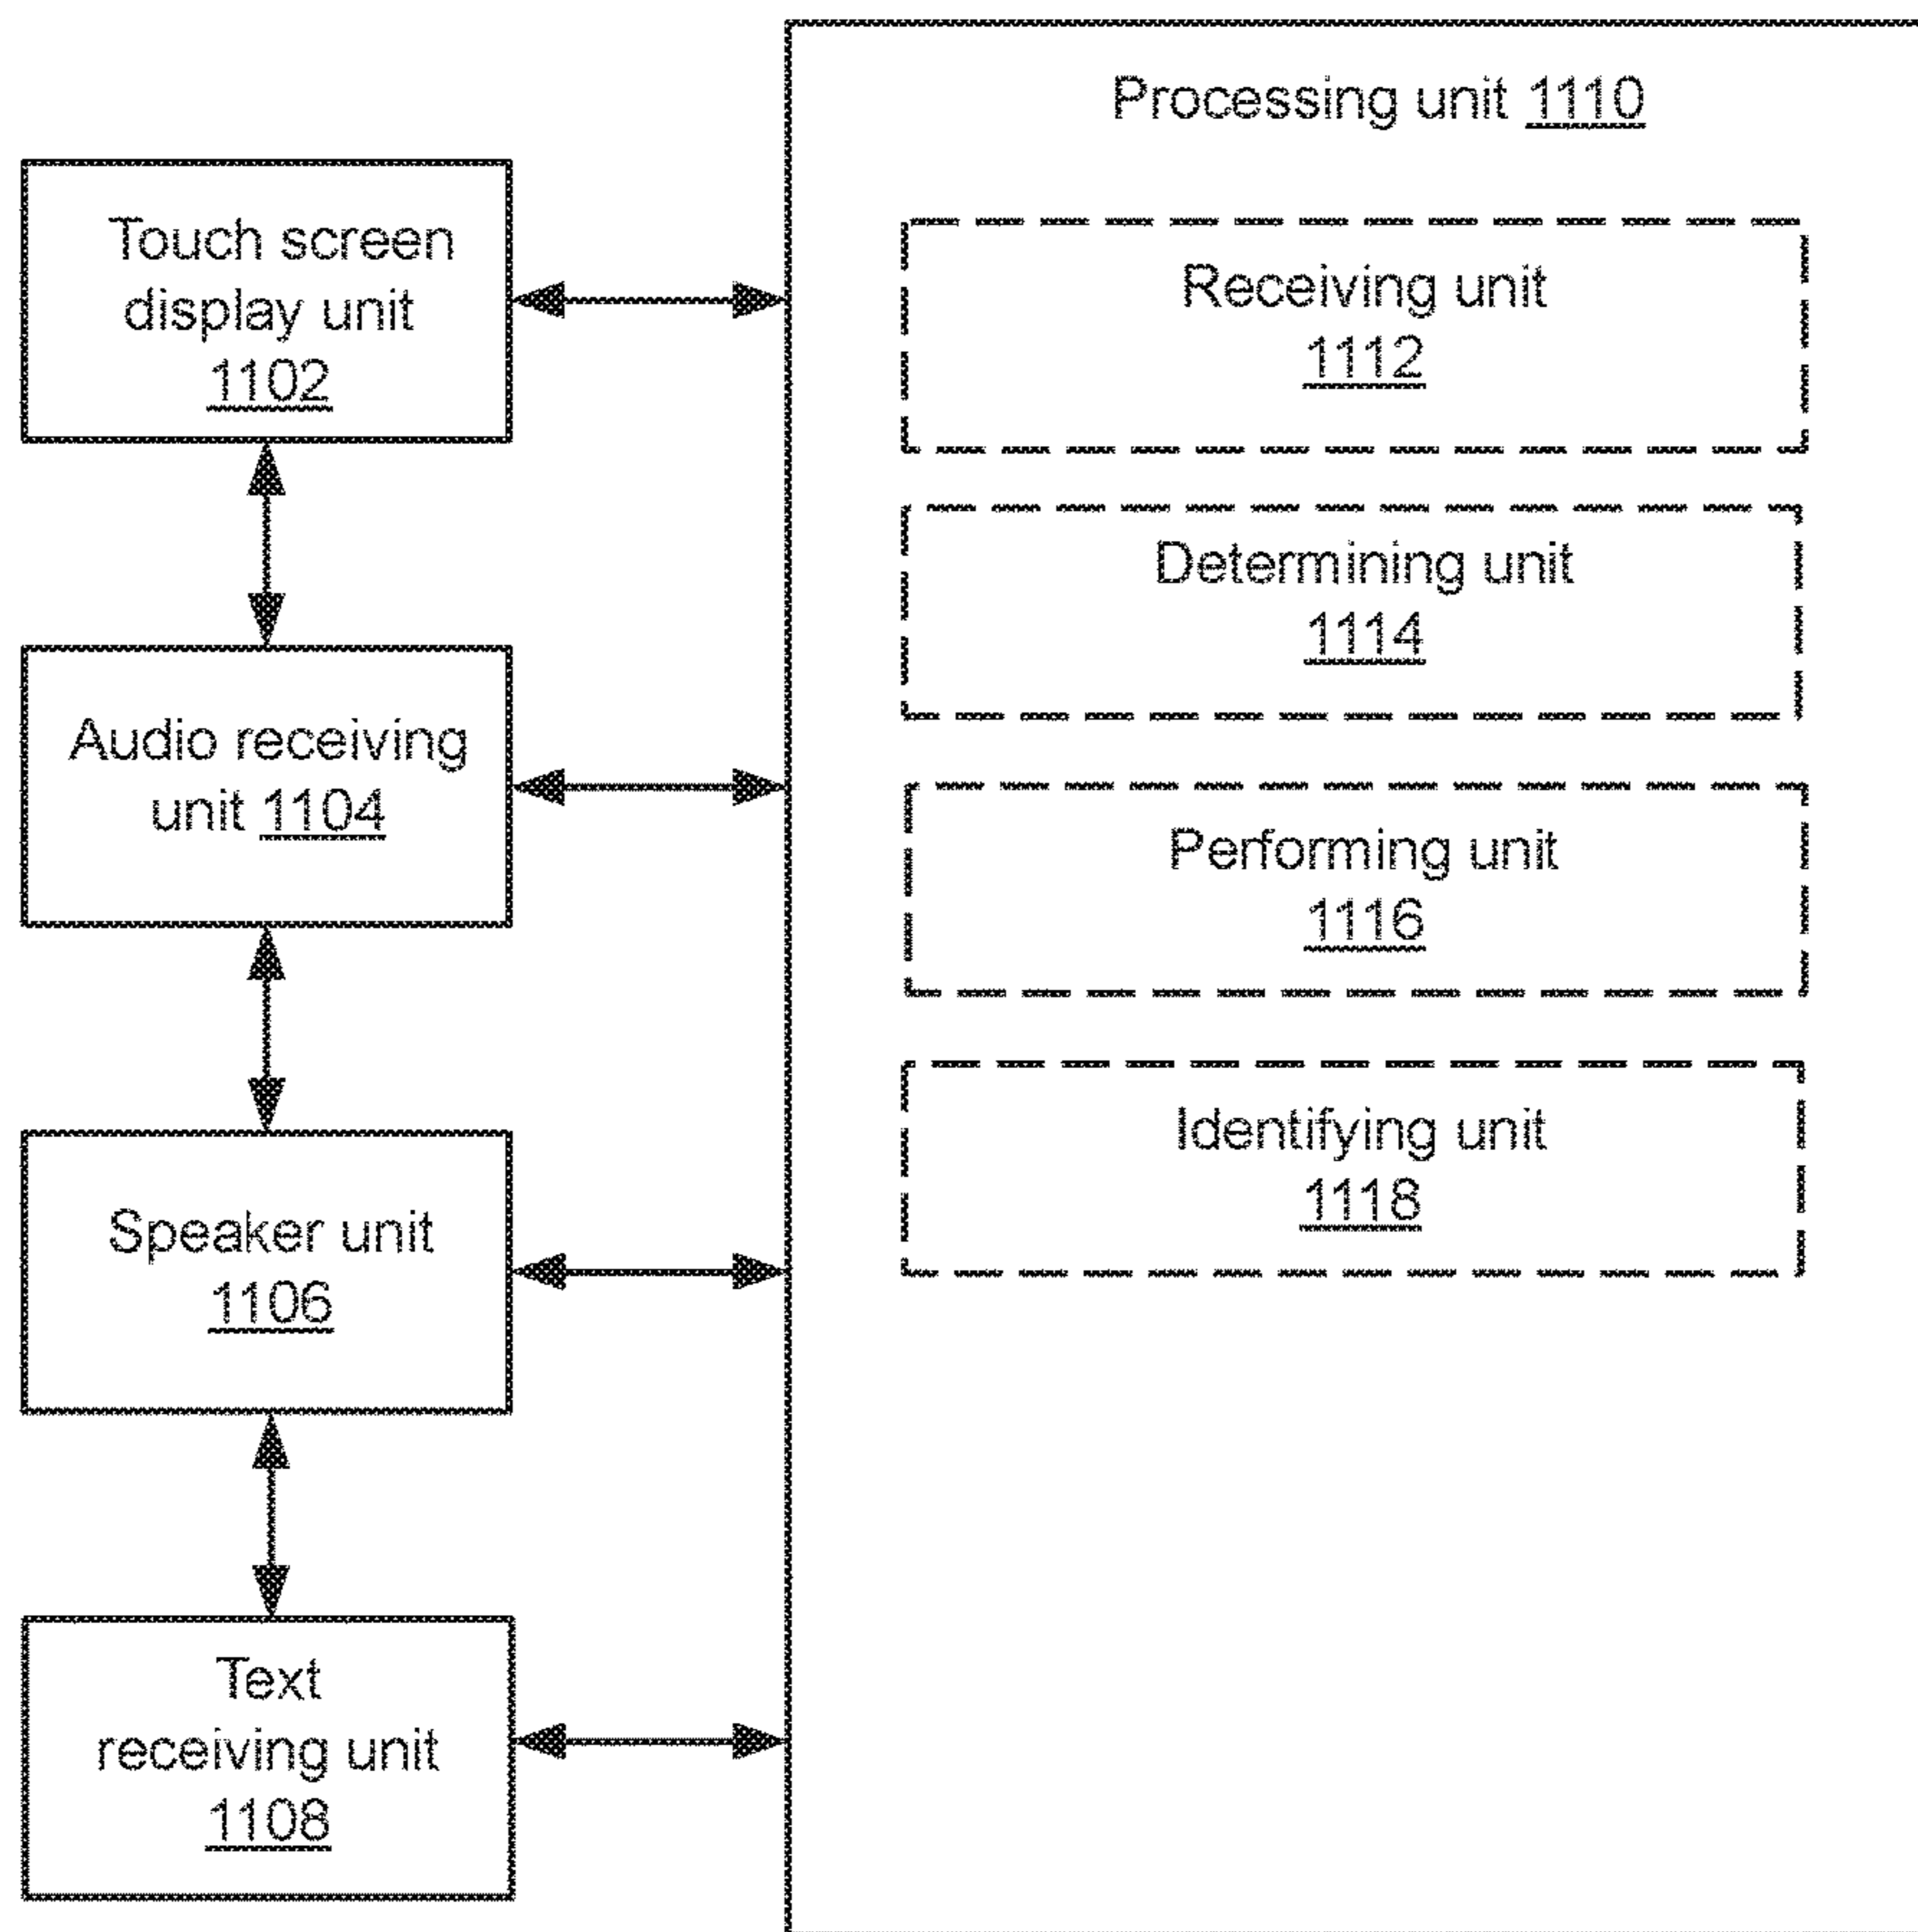 Processing unit 1110
Touch screen
display unit
1102
Audio receiving
unit 1104
Speaker unit
1106
Text
receiving unit
1108
Receiving unit
1112
Determining unit
1114
Performing unit
1116
Identifying unit
1118